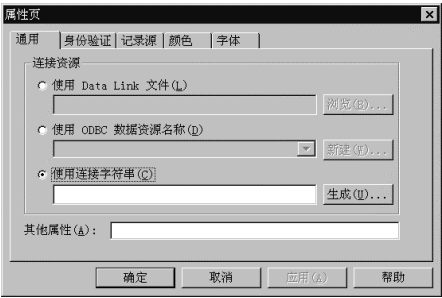 属性页
通用 身份验证 记录源 颜色 字体
连接资源
使用 Data Link 文件(L)
浏览(B)...
使用 ODBC 数据资源名称(D)
新建(W)...
使用连接字符串(C)
生成(U)...
其他属性(A):
确定 取消 应用(A) 帮助